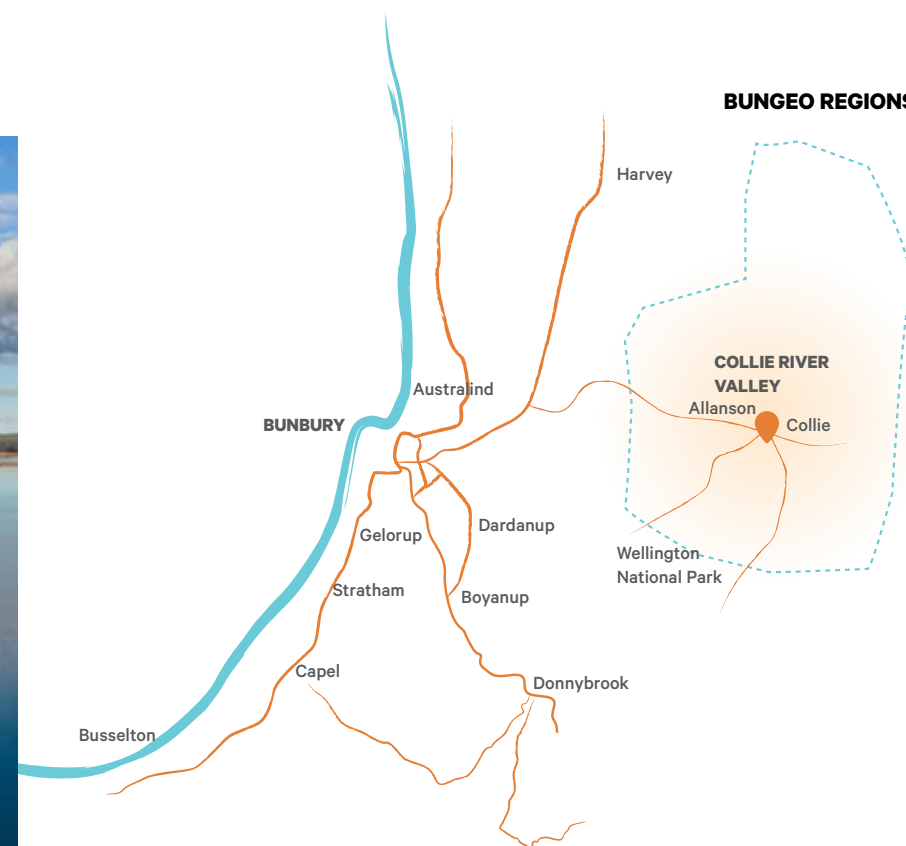 BUNGEO REGIONS
Harvey
COLLIE RIVER
VALLEY
Australind
Allanson
BUNBURY
Collie
Dardanup
Gelorup
Wellington
National Park
Stratham
Boyanup
Capel
Donnybrook
Busselton